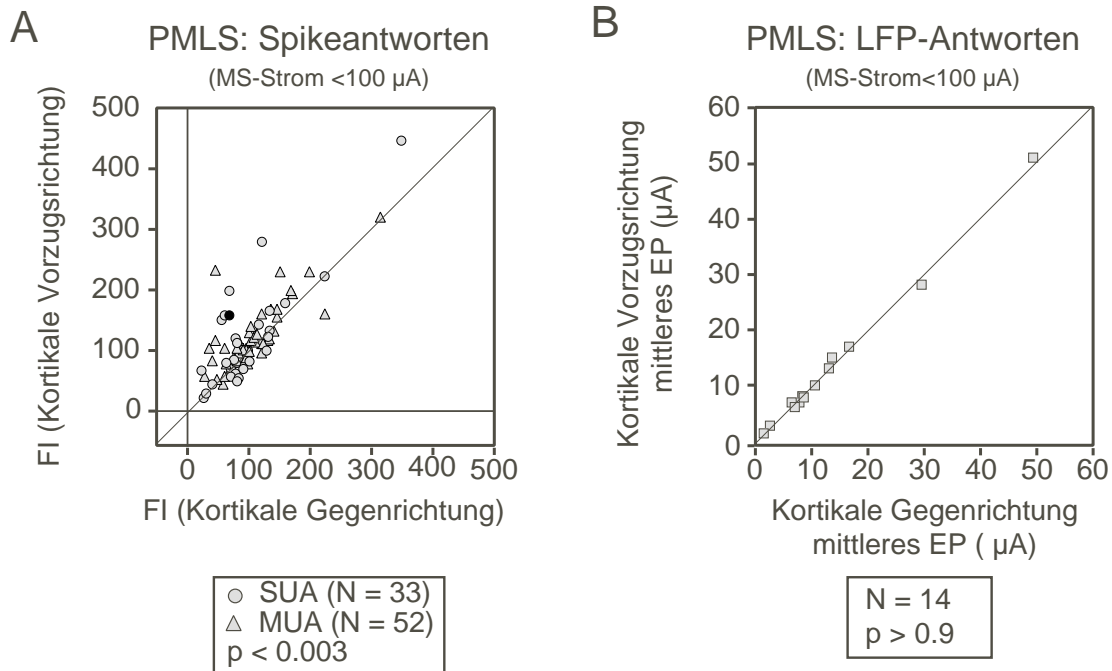 A
PMLS: Spikeantworten
(MS-Strom <100 µA)
FI (Kortikale Vorzugsrichtung)
500
400
300
200
100
0
0 100 200 300 400 500
FI (Kortikale Gegenrichtung)
SUA (N = 33)
MUA (N = 52)
p < 0.003
B
PMLS: LFP-Antworten
(MS-Strom<100 µA)
Kortikale Vorzugsrichtung
mittleres EP (µA)
60
50
40
30
20
10
0
0 10 20 30 40 50 60
Kortikale Gegenrichtung
mittleres EP ( µA)
N = 14
p > 0.9